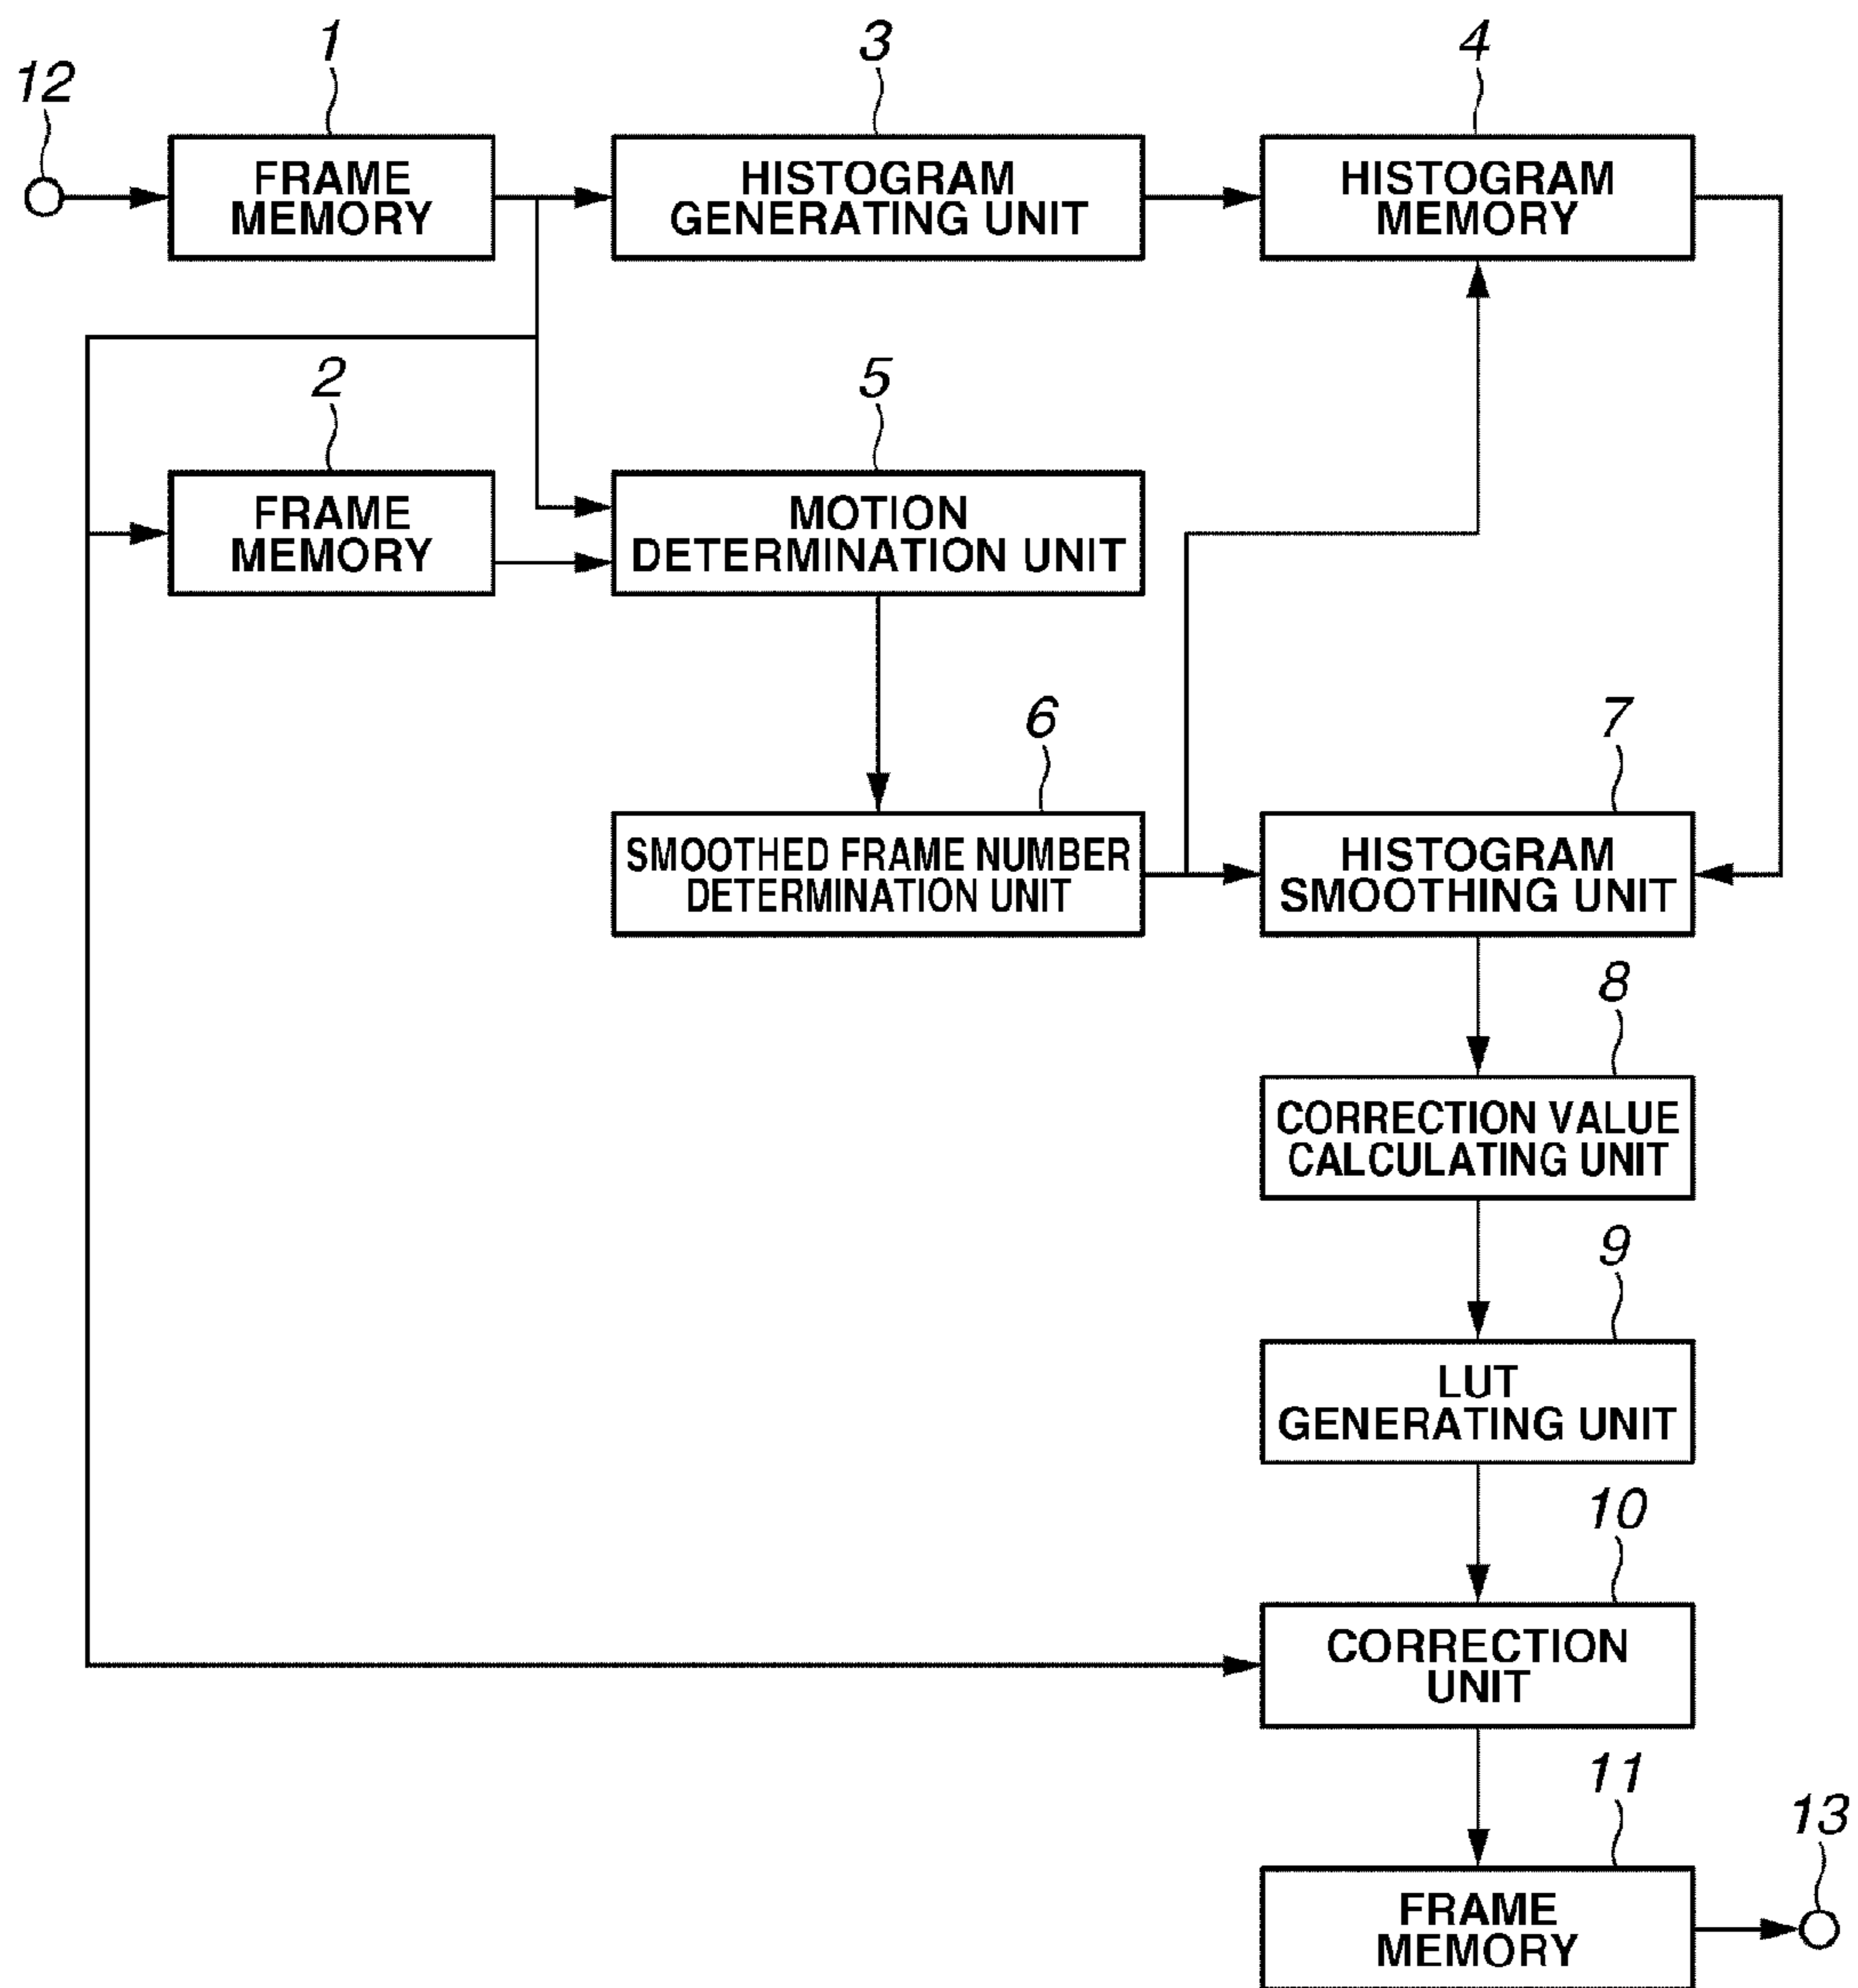 1
3
4
12
FRAME
MEMORY
HISTOGRAM
GENERATING UNIT
HISTOGRAM
MEMORY
2
5
FRAME
MEMORY
MOTION
DETERMINATION UNIT
6
7
SMOOTHED FRAME NUMBER
DETERMINATION UNIT
HISTOGRAM
SMOOTHING UNIT
8
CORRECTION VALUE
CALCULATING UNIT
9
LUT
GENERATING UNIT
10
CORRECTION
UNIT
11
13
FRAME
MEMORY